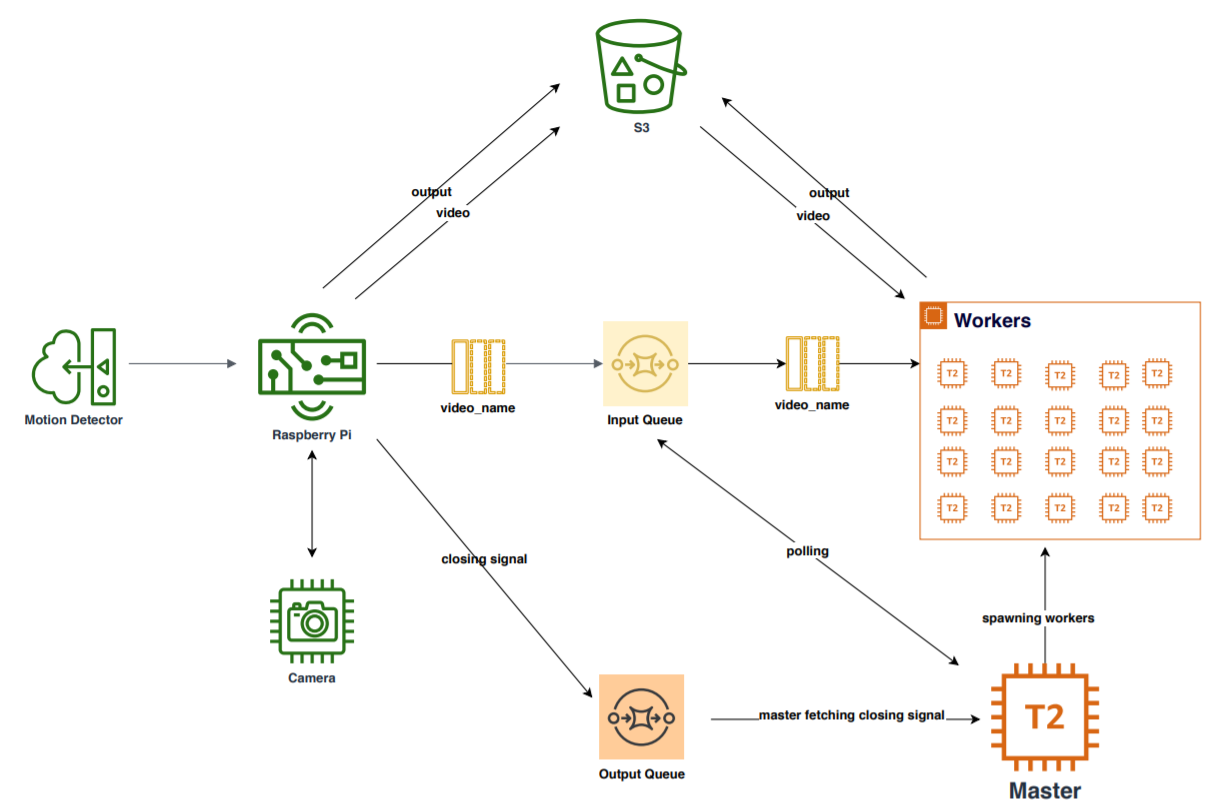 S3
output
video
output
video
Workers
T2 T2 T2 T2 T2
T2 T2 T2 T2 T2
T2 T2 T2 T2 T2
T2 T2 T2 T2 T2
Motion Detector
Raspberry Pi
video_name
Input Queue
video_name
closing signal
polling
spawning workers
Camera
Output Queue
master fetching closing signal
T2
Master